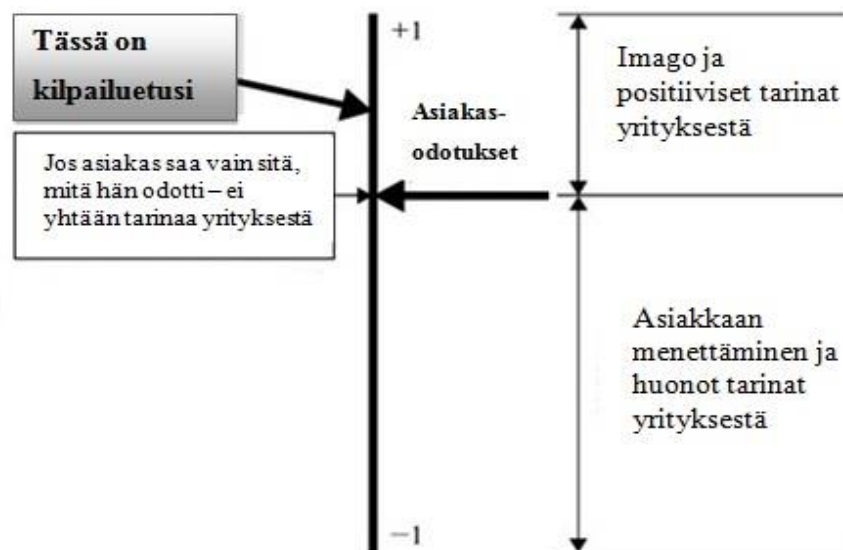 Tässä on
kilpailuetusi
+1
Imago ja
positiiviset tarinat
yrityksestä
Asiakas-
odotukset
Jos asiakas saa vain sitä,
mitä hän odotti – ei
yhtään tarinaa yrityksestä
Asiakkaan
menettäminen ja
huonot tarinat
yrityksestä
−1